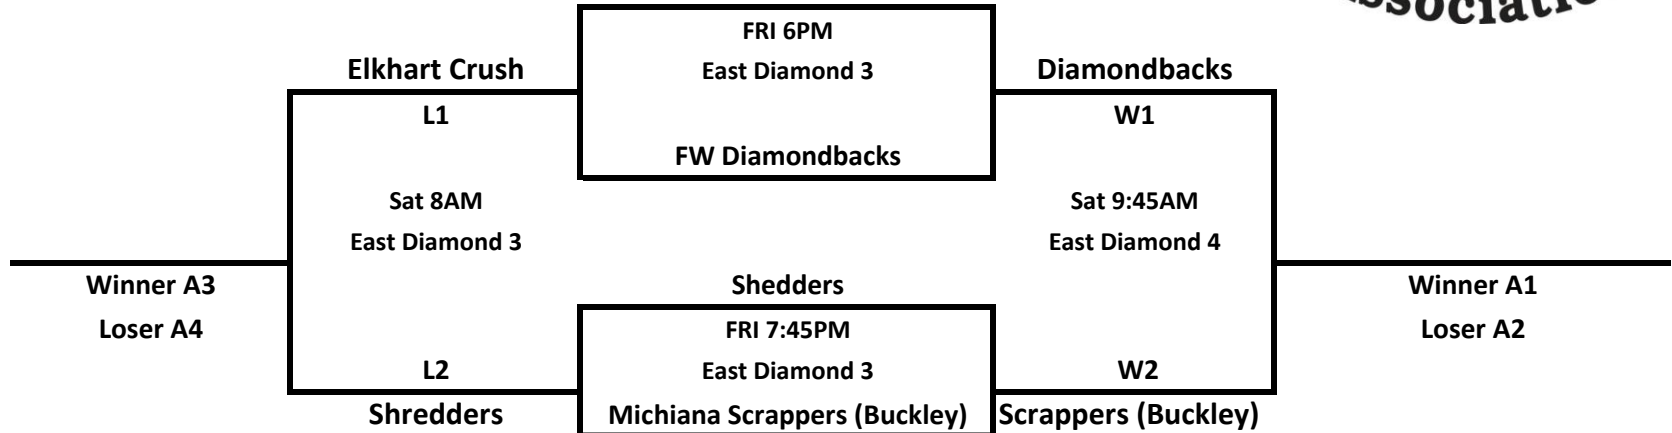 FRI 6PM
Elkhart Crush East Diamond 3 Diamondbacks
L1 W1
FW Diamondbacks
Sat 8AM Sat 9:45AM
East Diamond 3 East Diamond 4
Winner A3 Shedders Winner A1
Loser A4 FRI 7:45PM Loser A2
L2 East Diamond 3 W2
Shredders Michiana Scrappers (Buckley) Scrappers (Buckley)